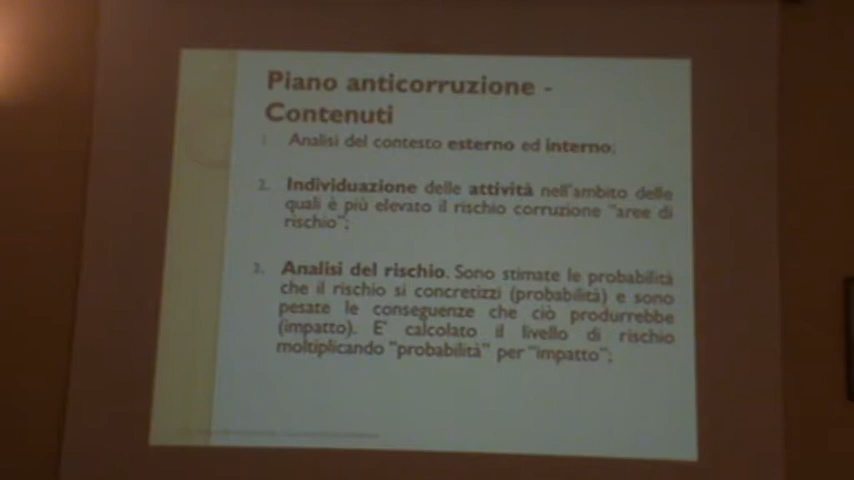 Piano anticorruzione -
Contenuti
1. Analisi del contesto esterno ed interno;
2. Individuazione delle attività nell'ambito delle
quali è più elevato il rischio corruzione "aree di
rischio";
3. Analisi del rischio. Sono stimate le probabilità
che il rischio si concretizzi (probabilità) e sono
pesate le conseguenze che ciò produrrebbe
(impatto). E' calcolato il livello di rischio
moltiplicando "probabilità" per "impatto";